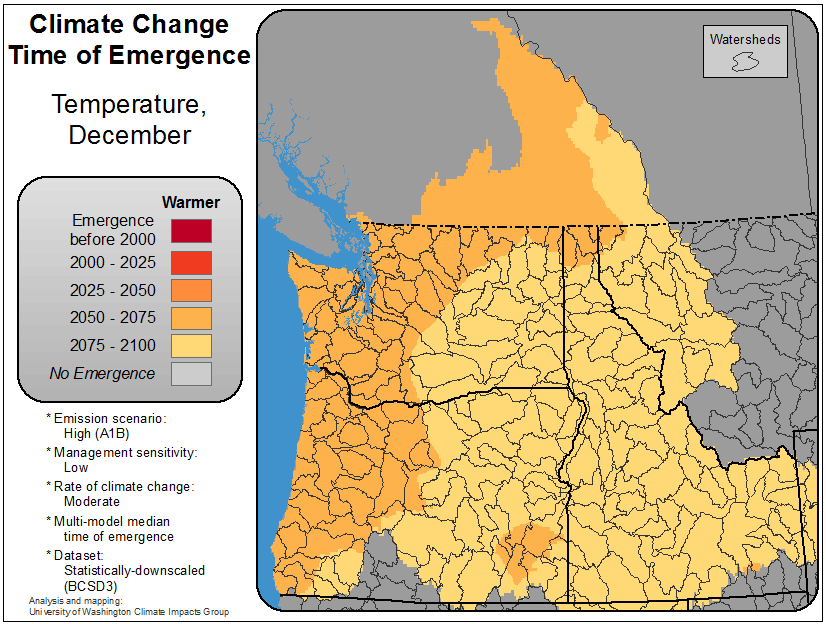 Climate Change
Time of Emergence
Temperature,
December
Watersheds
Warmer
Emergence
before 2000
2000 - 2025
2025 - 2050
2050 - 2075
2075 - 2100
No Emergence
* Emission scenario:
High (A1B)
* Management sensitivity:
Low
* Rate of climate change:
Moderate
* Multi-model median
time of emergence
* Dataset:
Statistically-downscaled
(BCSD3)
Analysis and mapping:
University of Washington Climate Impacts Group